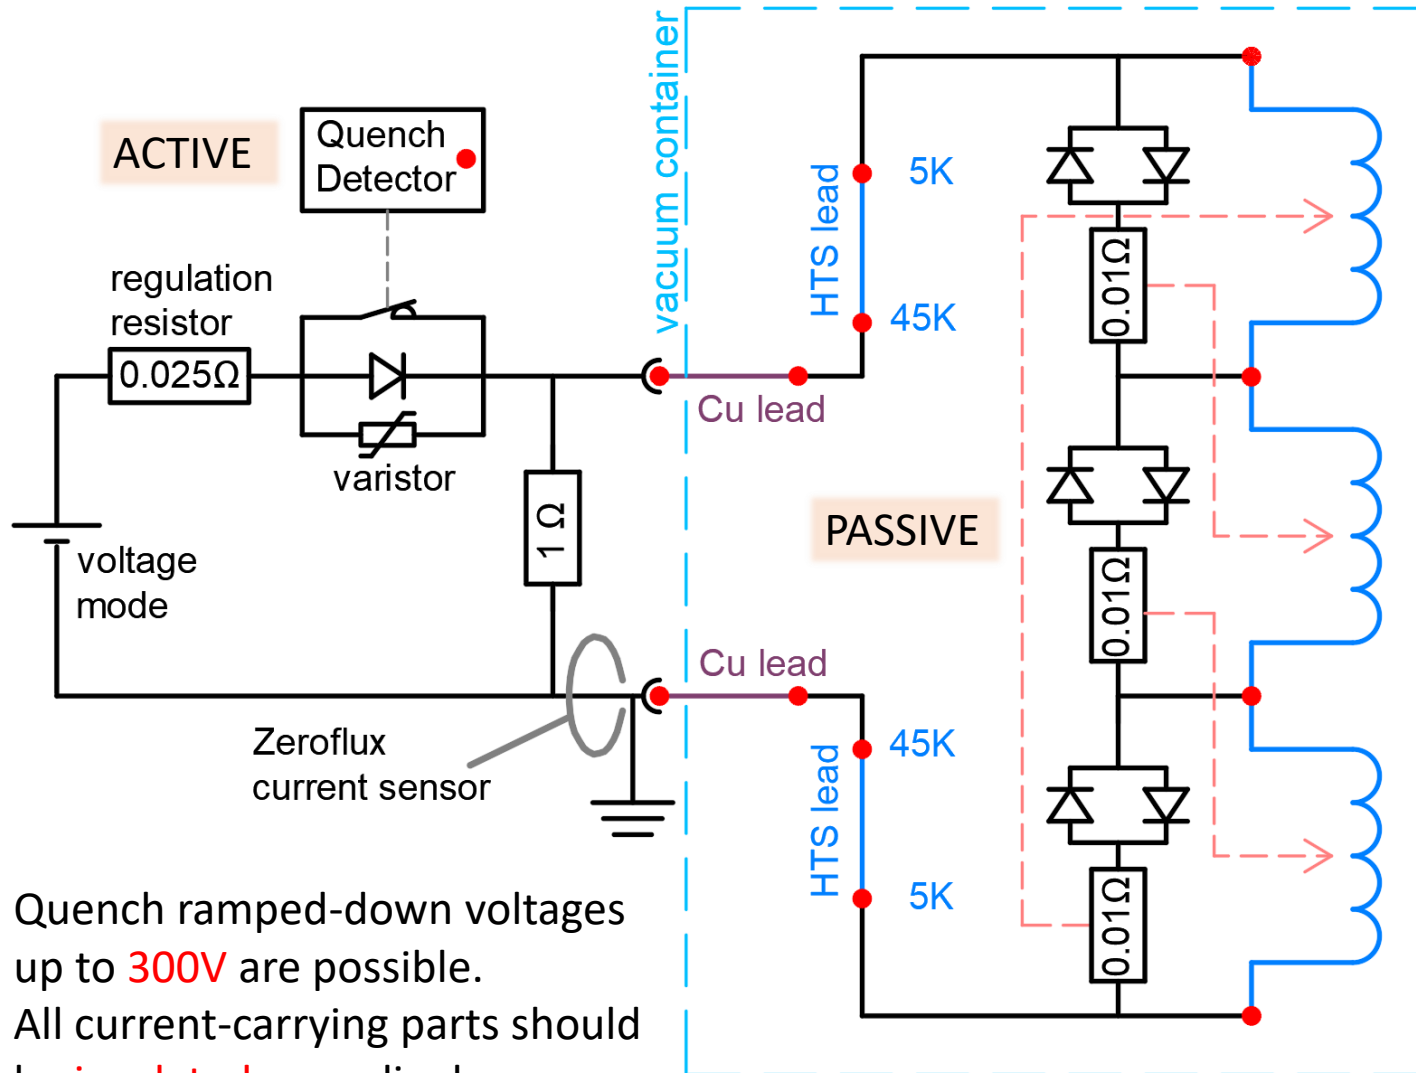 ACTIVE
Quench
Detector
regulation
resistor
0.025Ω
varistor
voltage
mode
1 Ω
Zeroflux
current sensor
vacuum container
Cu lead
Cu lead
HTS lead
5K
45K
PASSIVE
HTS lead
45K
5K
0.01Ω
0.01Ω
0.01Ω
Quench ramped-down voltages
up to 300V are possible.
All current-carrying parts should